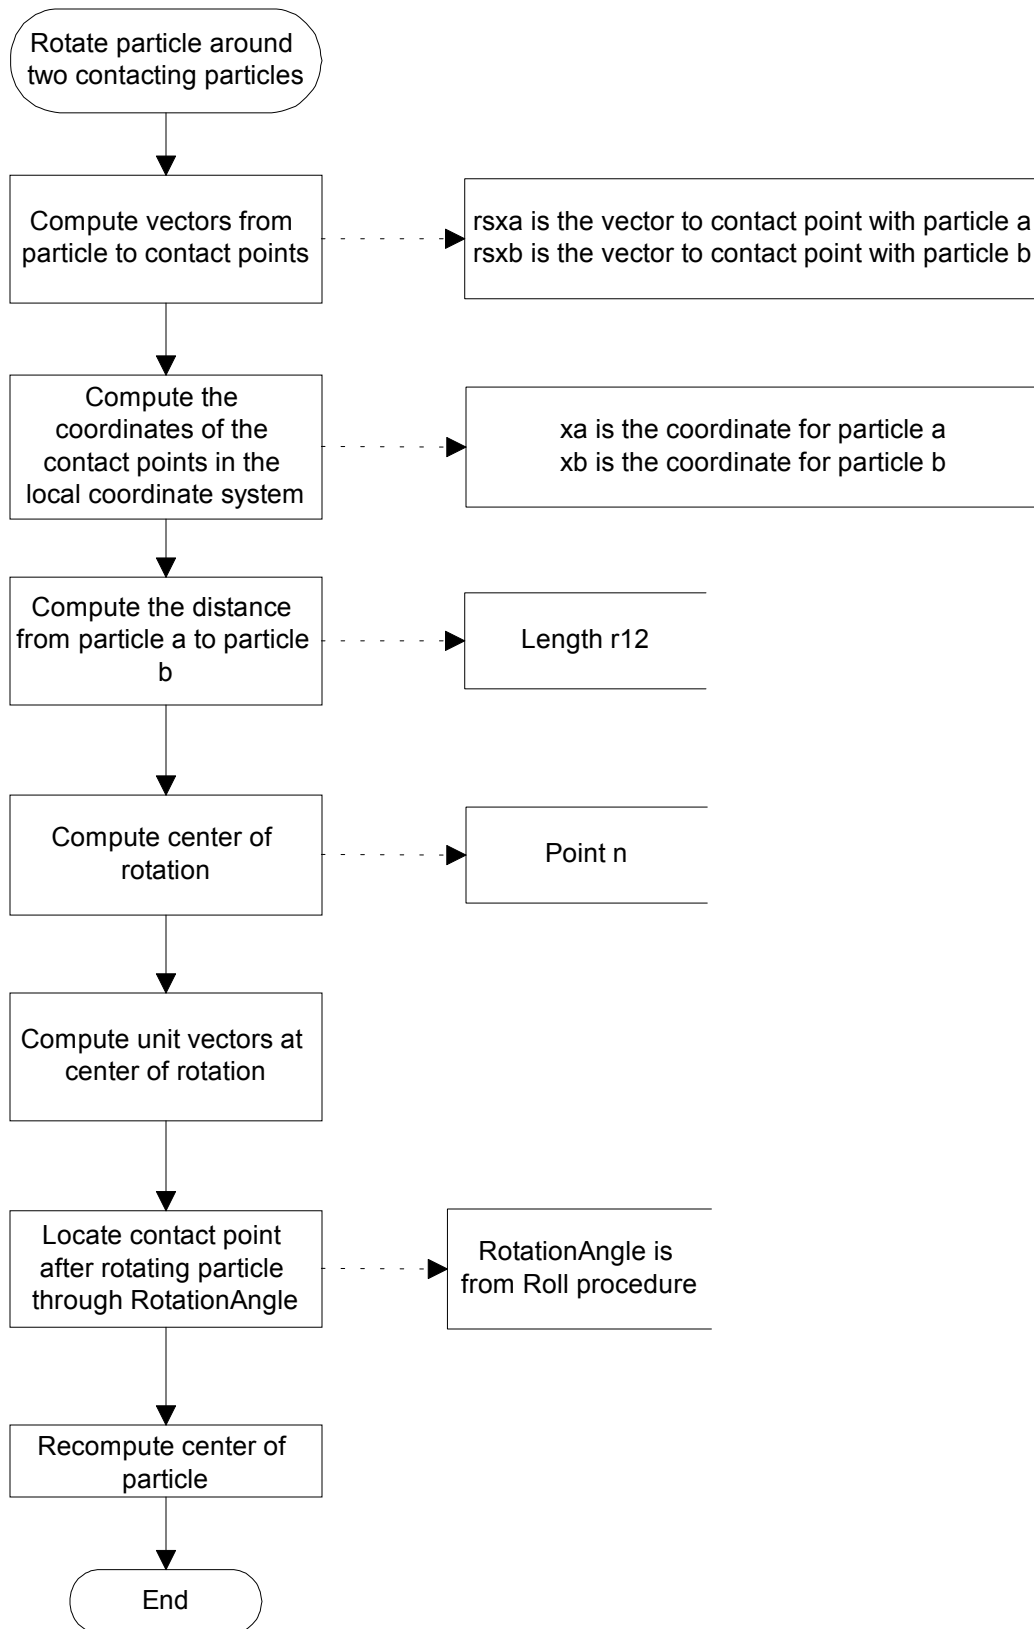 Rotate particle around
two contacting particles
Compute vectors from
particle to contact points
rsxa is the vector to contact point with particle a
rsxb is the vector to contact point with particle b
Compute the
coordinates of the
contact points in the
local coordinate system
xa is the coordinate for particle a
xb is the coordinate for particle b
Compute the distance
from particle a to particle
b
Length r12
Compute center of
rotation
Point n
Compute unit vectors at
center of rotation
Locate contact point
after rotating particle
through RotationAngle
RotationAngle is
from Roll procedure
Recompute center of
particle
End